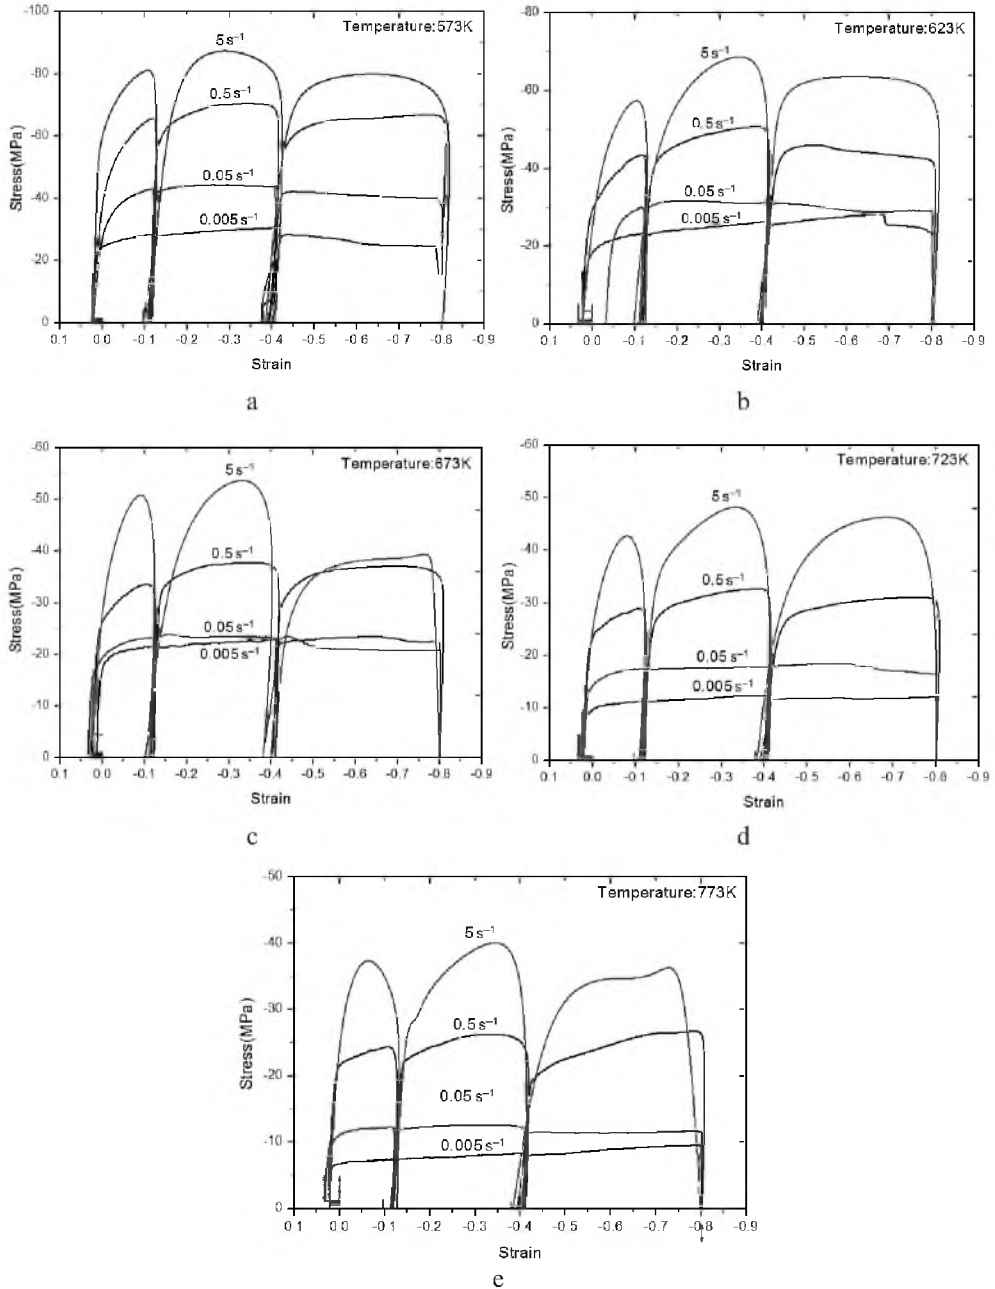 -100
Temperature:573K
5 s⁻¹
-80
0.5 s⁻¹
-60
Stress(MPa)
-40
0.05 s⁻¹
0.005 s⁻¹
-20
0
0.1 0.0 -0.1 -0.2 -0.3 -0.4 -0.5 -0.6 -0.7 -0.8 -0.9
Strain
a
-80
Temperature:623K
5 s⁻¹
-60
0.5 s⁻¹
Stress(MPa)
-40
0.05 s⁻¹
0.005 s⁻¹
-20
0
0.1 0.0 -0.1 -0.2 -0.3 -0.4 -0.5 -0.6 -0.7 -0.8 -0.9
Strain
b
-60
Temperature:673K
5 s⁻¹
-50
-40
0.5 s⁻¹
Stress(MPa)
-30
0.05 s⁻¹
-20
0.005 s⁻¹
-10
0
0.1 0.0 -0.1 -0.2 -0.3 -0.4 -0.5 -0.6 -0.7 -0.8 -0.9
Strain
c
-60
Temperature:723K
5 s⁻¹
-50
-40
0.5 s⁻¹
Stress(MPa)
-30
-20
0.05 s⁻¹
0.005 s⁻¹
-10
0
0.1 0.0 -0.1 -0.2 -0.3 -0.4 -0.5 -0.6 -0.7 -0.8 -0.9
Strain
d
-50
Temperature:773K
5 s⁻¹
-40
-30
0.5 s⁻¹
Stress(MPa)
-20
0.05 s⁻¹
-10
0.005 s⁻¹
0
0.1 0.0 -0.1 -0.2 -0.3 -0.4 -0.5 -0.6 -0.7 -0.8 -0.9
Strain
e